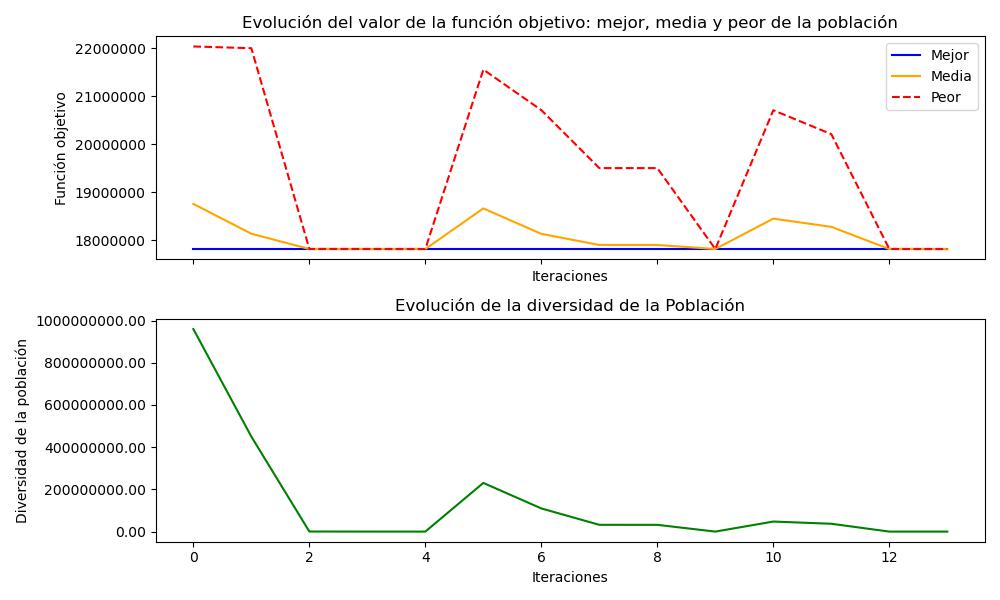 Evolución del valor de la función objetivo: mejor, media y peor de la población
Función objetivo
22000000
21000000
20000000
19000000
18000000
Mejor
Media
Peor
Iteraciones
Evolución de la diversidad de la Población
Diversidad de la población
1000000000.00
800000000.00
600000000.00
400000000.00
200000000.00
0.00
0 2 4 6 8 10 12
Iteraciones